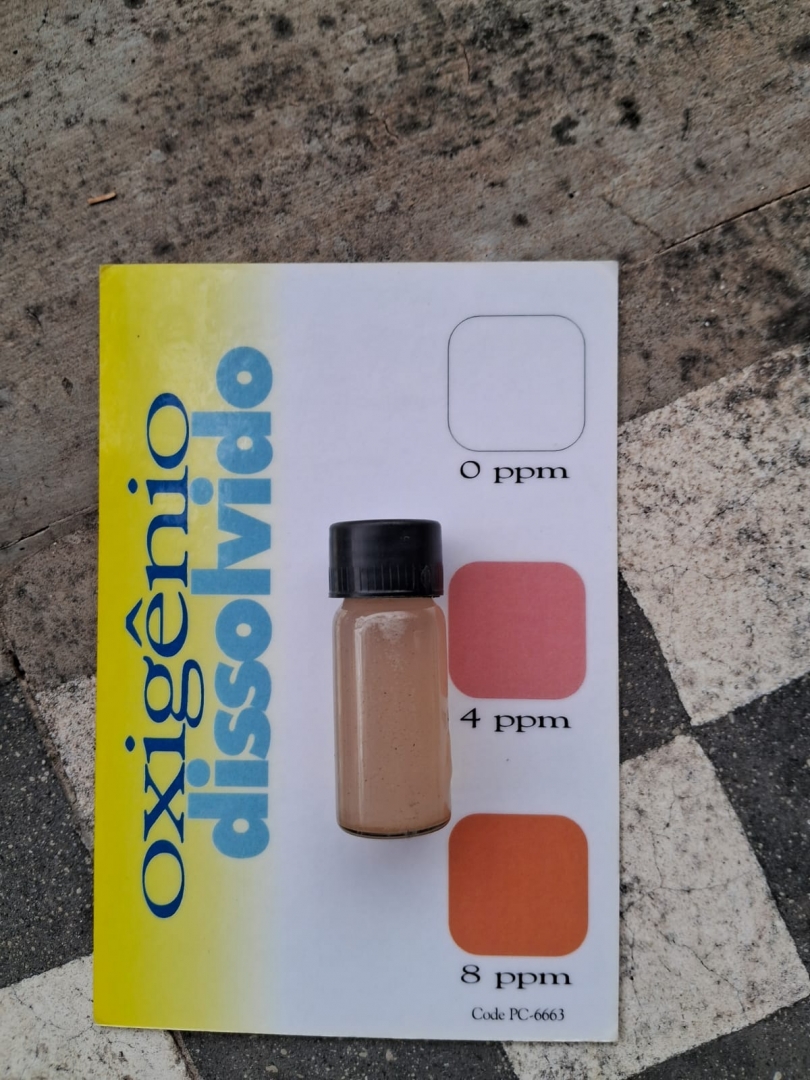 oxigênio
dissolvido
0 ppm
4 ppm
8 ppm
Code PC-6663